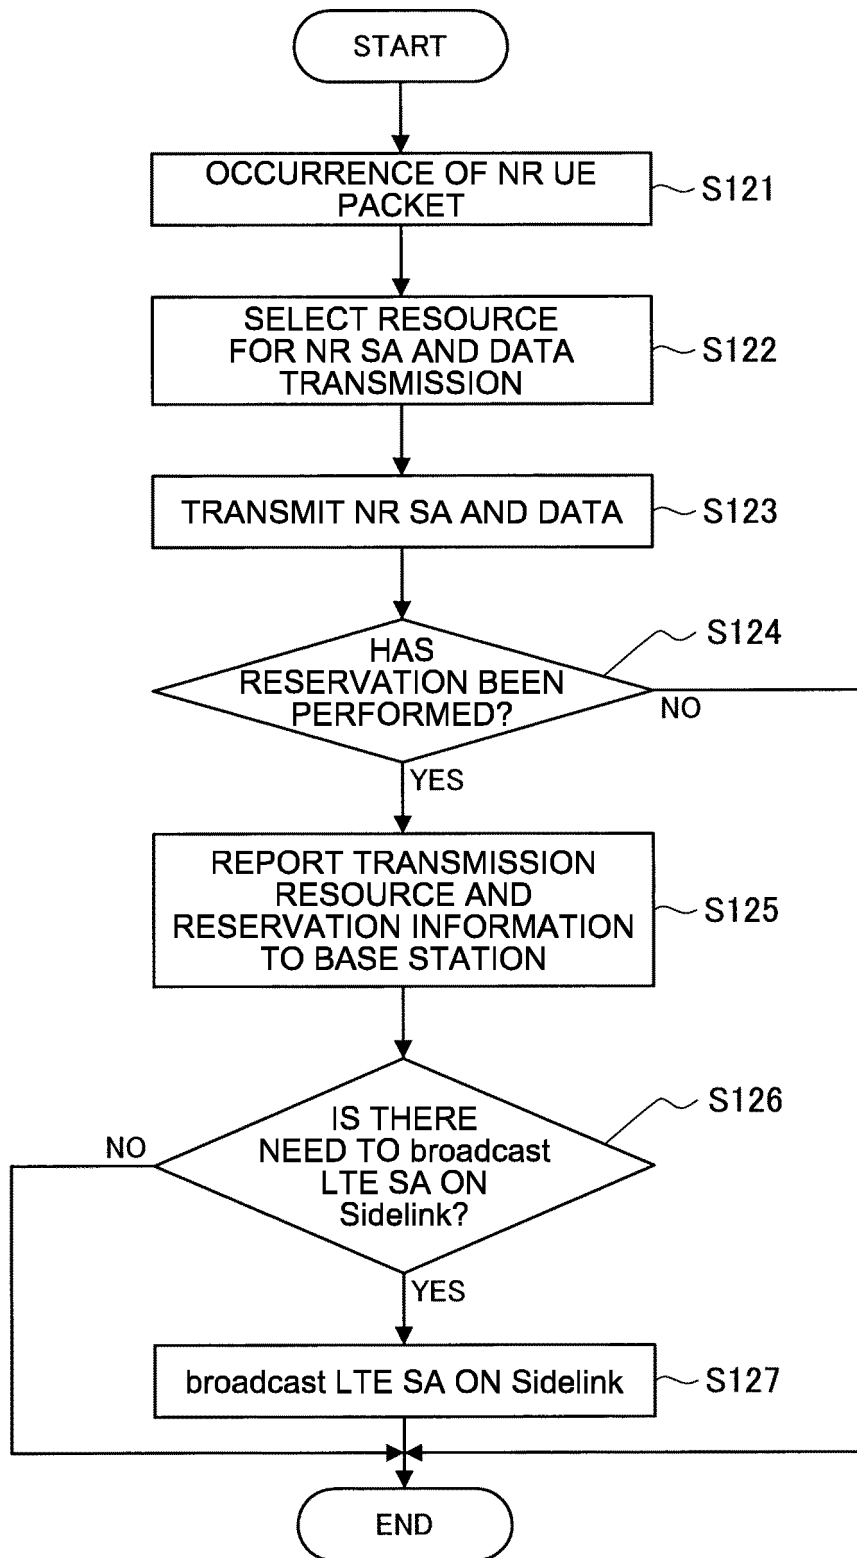 START
OCCURRENCE OF NR UE
PACKET
S121
SELECT RESOURCE
FOR NR SA AND DATA
TRANSMISSION
S122
TRANSMIT NR SA AND DATA
S123
HAS
RESERVATION BEEN
PERFORMED?
S124
NO
YES
REPORT TRANSMISSION
RESOURCE AND
RESERVATION INFORMATION
TO BASE STATION
S125
IS THERE
NEED TO broadcast
LTE SA ON
Sidelink?
S126
NO
YES
broadcast LTE SA ON Sidelink
S127
END